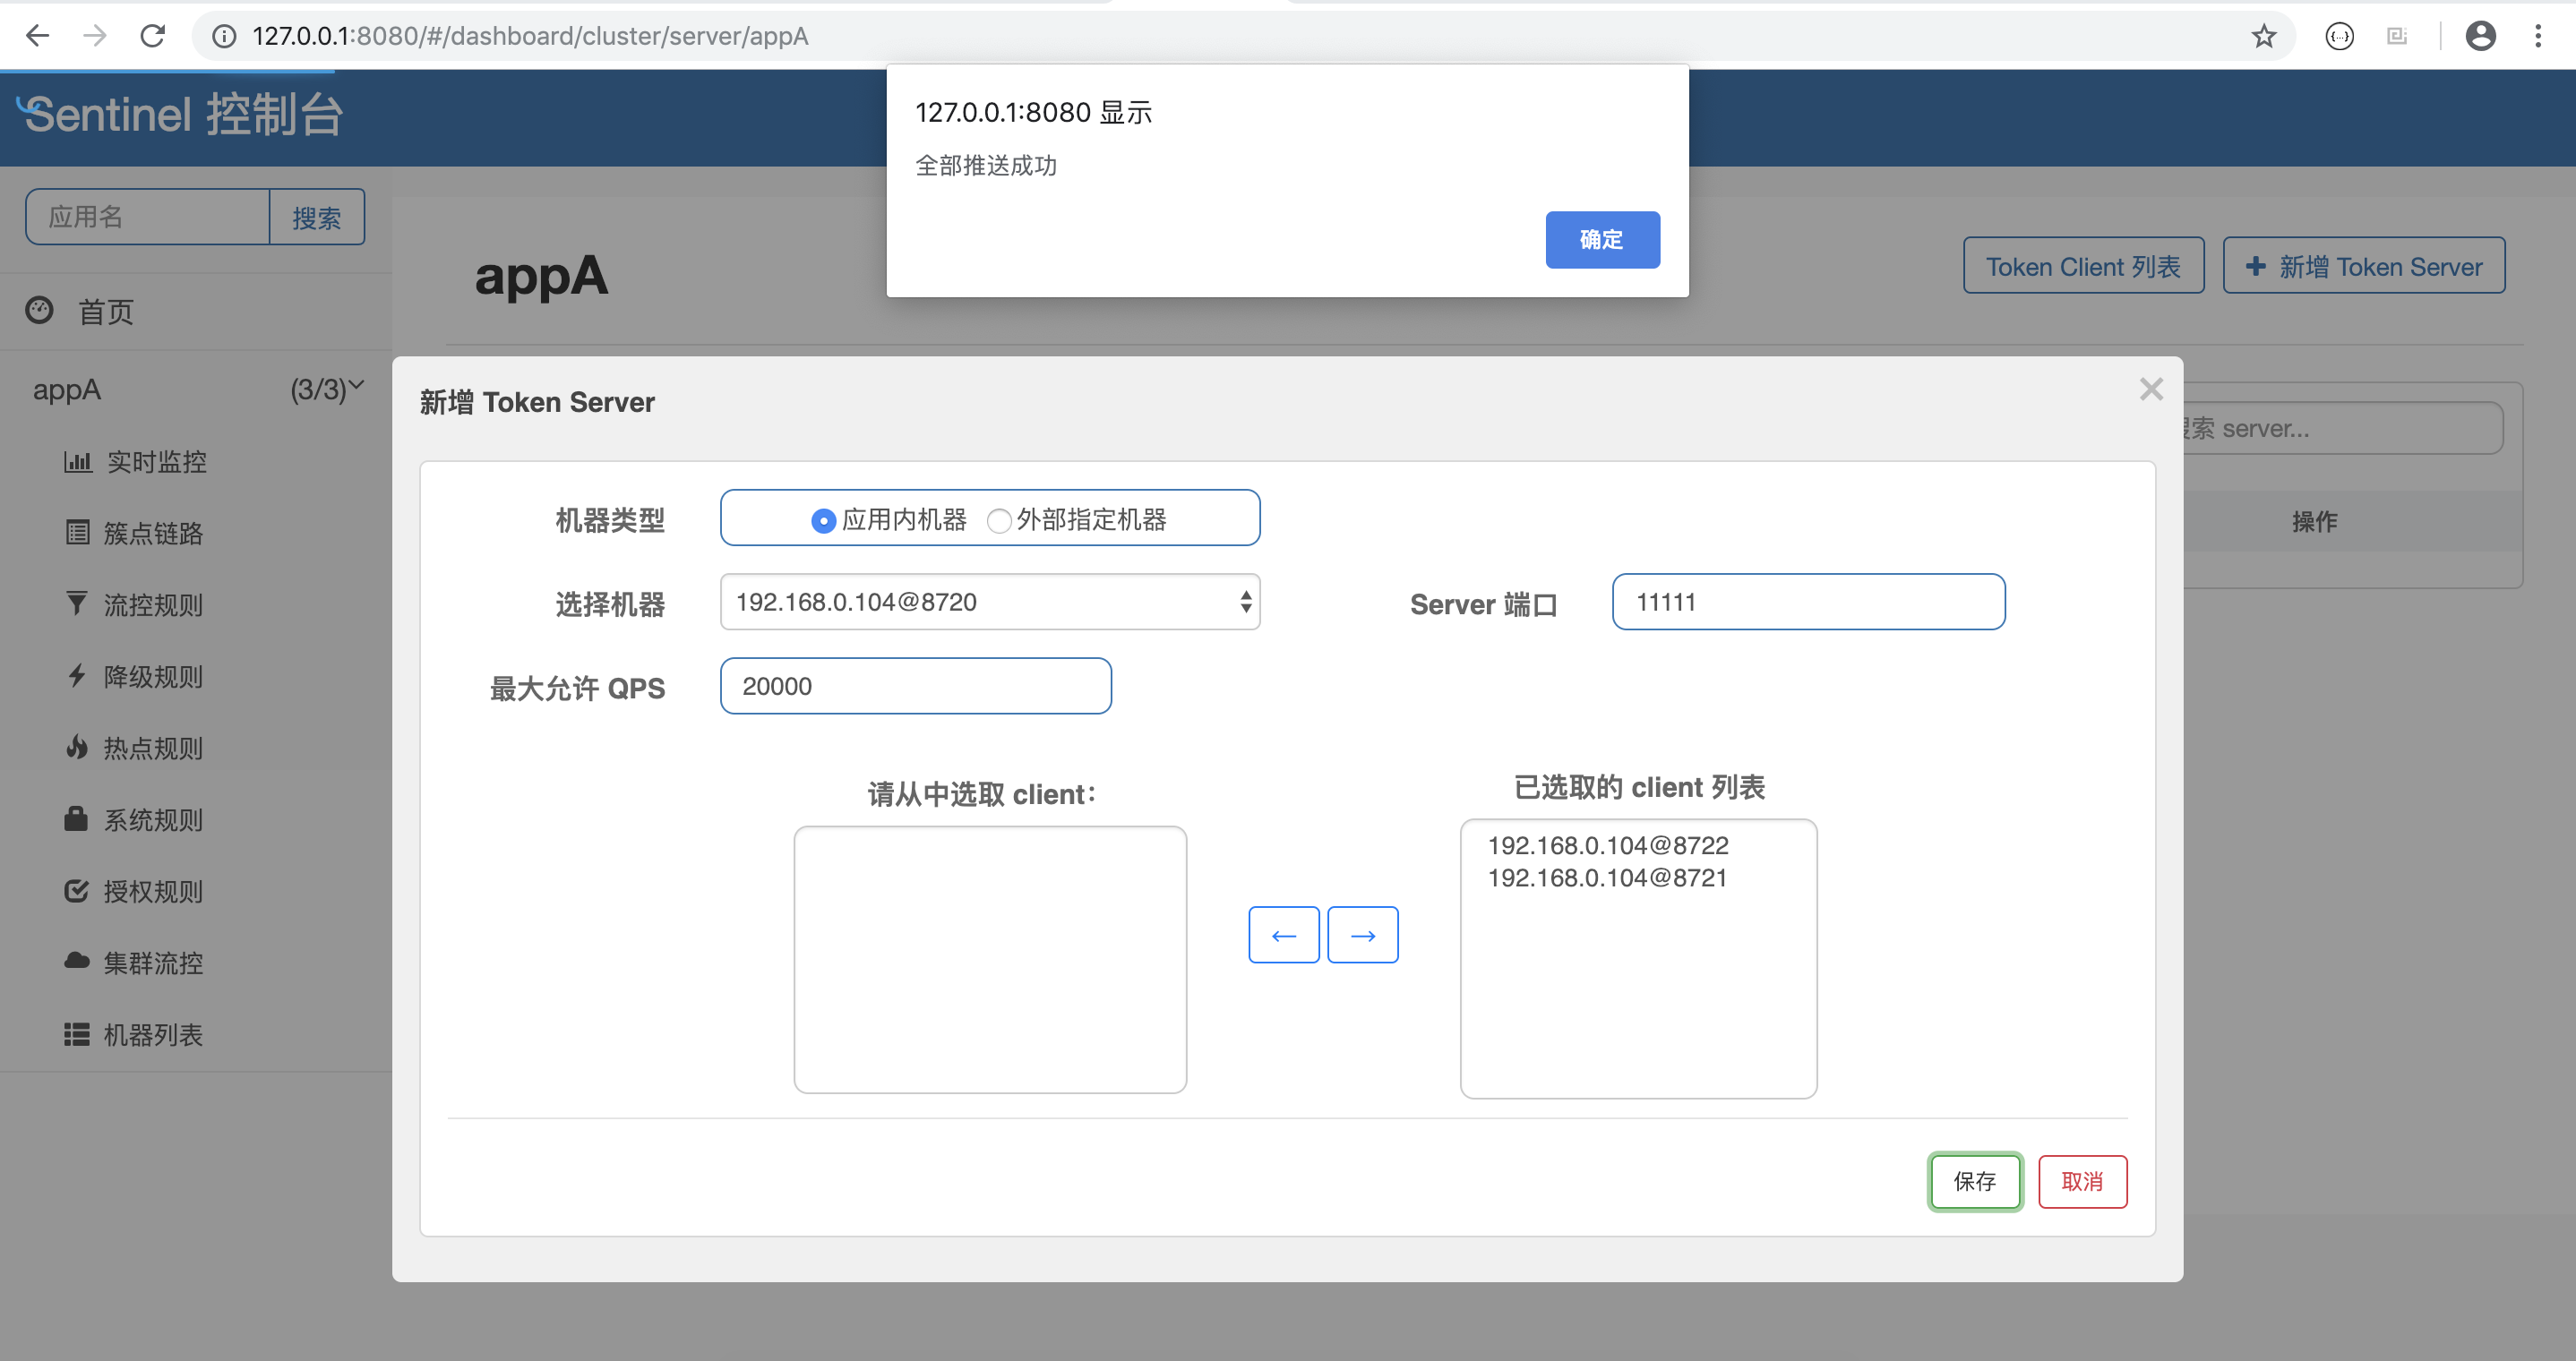 127.0.0.1:8080/#/dashboard/cluster/server/appA
Sentinel 控制台
127.0.0.1:8080 显示
全部推送成功
确定
应用名
搜索
appA
Token Client 列表
新增 Token Server
首页
appA (3/3)
实时监控
簇点链路
流控规则
降级规则
热点规则
系统规则
授权规则
集群流控
机器列表
索 server...
操作
新增 Token Server
机器类型 应用内机器 外部指定机器
选择机器 192.168.0.104@8720 Server 端口 11111
最大允许 QPS 20000
请从中选取 client：
已选取的 client 列表
192.168.0.104@8722
192.168.0.104@8721
保存 取消